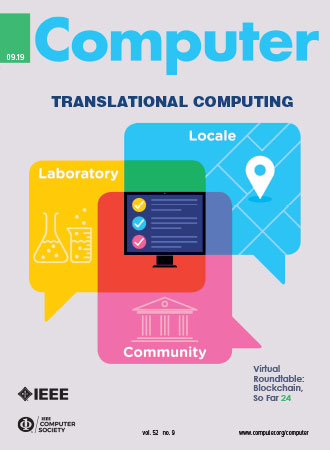 09.19
Computer
TRANSLATIONAL COMPUTING
Locale
Laboratory
Community
Virtual
Roundtable:
Blockchain,
So Far 24
IEEE
IEEE
COMPUTER
SOCIETY
vol. 52 no. 9
www.computer.org/computer